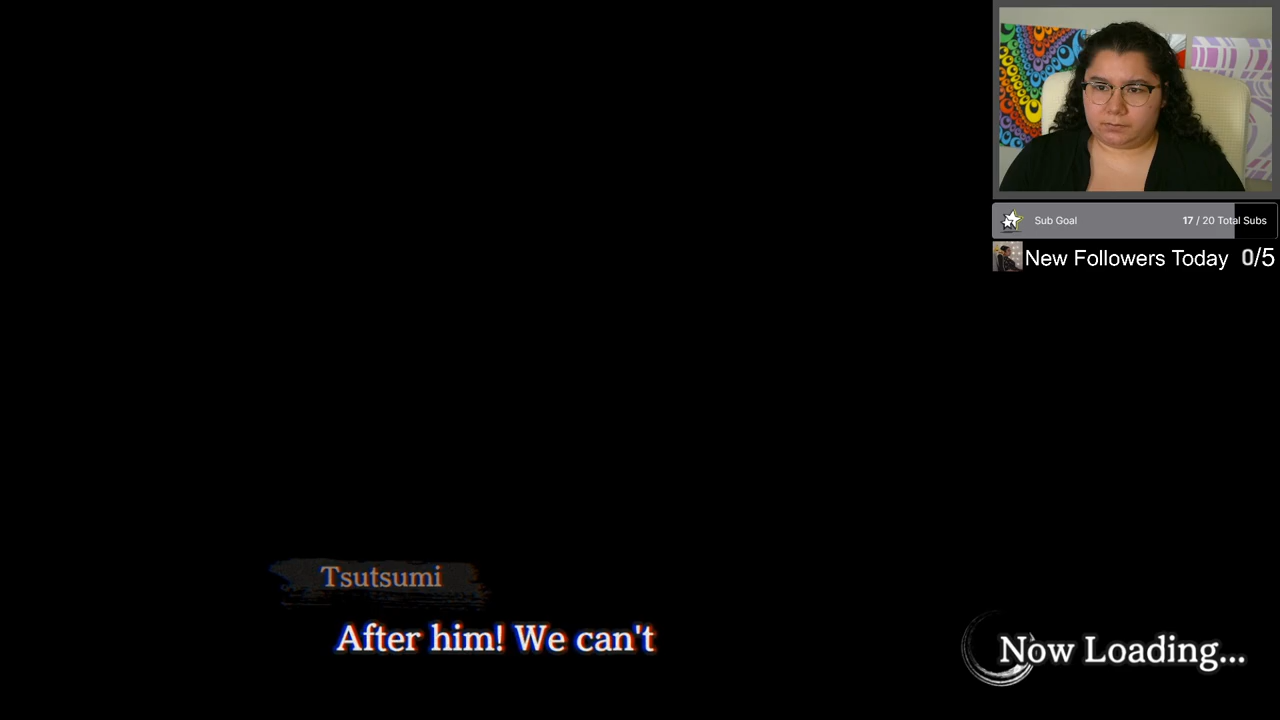 Sub Goal 17 / 20 Total Subs
New Followers Today 0/5
Tsutsumi
After him! We can't
Now Loading...